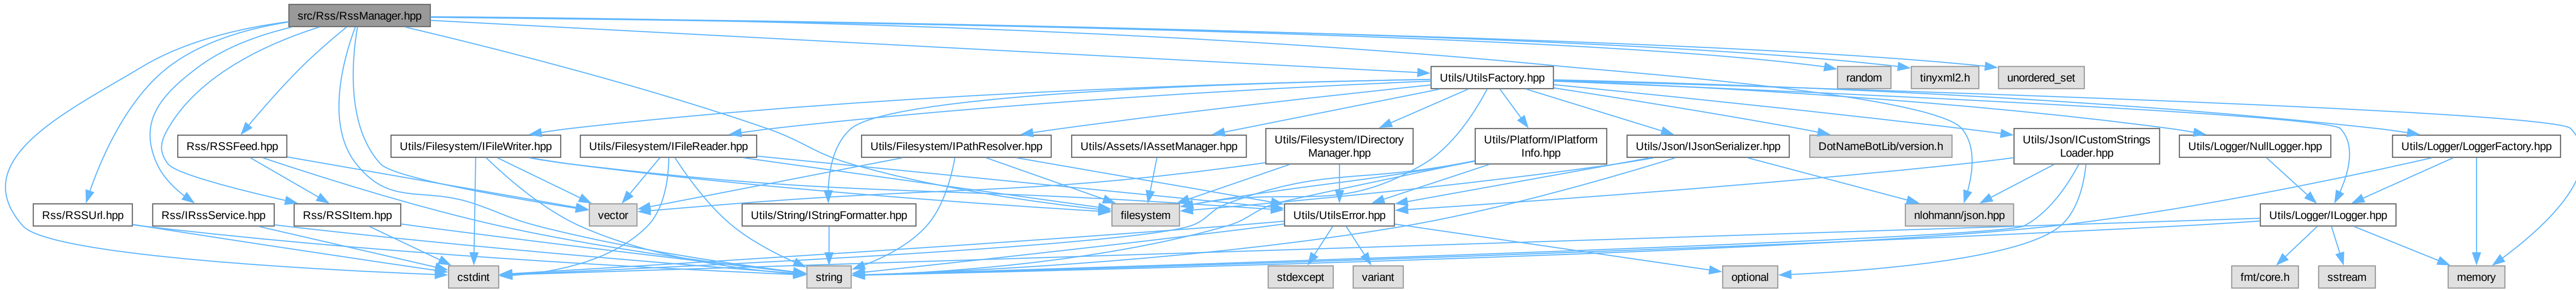 src/Rss/RssManager.hpp
Utils/UtilsFactory.hpp
random
tinyxml2.h
unordered_set
Rss/RSSFeed.hpp
Utils/Filesystem/IFileWriter.hpp
Utils/Filesystem/IFileReader.hpp
Utils/Filesystem/IPathResolver.hpp
Utils/Assets/IAssetManager.hpp
Utils/Filesystem/IDirectory
Manager.hpp
Utils/Platform/IPlatform
Info.hpp
Utils/Json/IJsonSerializer.hpp
DotNameBotLib/version.h
Utils/Json/ICustomStrings
Loader.hpp
Utils/Logger/NullLogger.hpp
Utils/Logger/LoggerFactory.hpp
Rss/RSSUrl.hpp
Rss/IRssService.hpp
Rss/RSSItem.hpp
vector
Utils/String/IStringFormatter.hpp
filesystem
Utils/UtilsError.hpp
nlohmann/json.hpp
Utils/Logger/ILogger.hpp
cstdint
string
stdexcept
variant
optional
fmt/core.h
sstream
memory